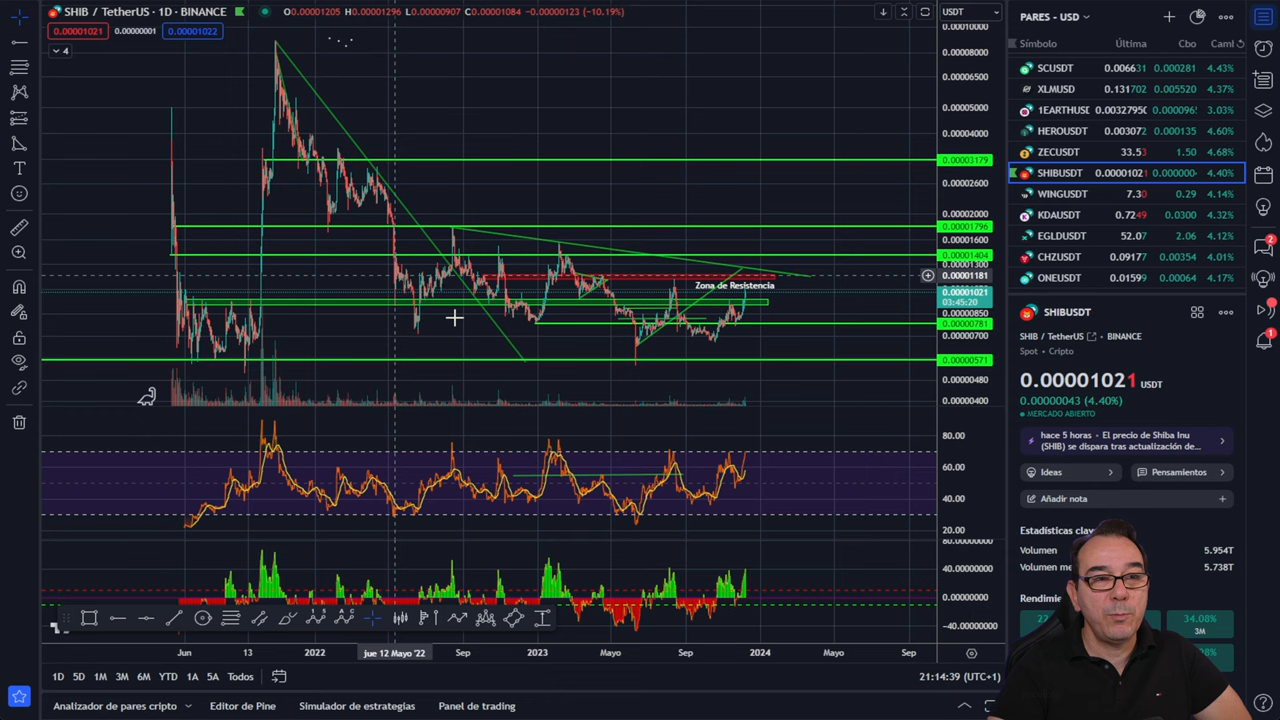 SHIB / TetherUS · 1D · BINANCE
O0.00001205 H0.00001296 L0.00000907 C0.00001084 −0.00000123 (−10.19%)
0.00001021 0.00000001 0.00001022
4
USDT
0.00010000
0.00008000
0.00006500
0.00005000
0.00004000
0.00003179
0.00002600
0.00002000
0.00001796
0.00001600
0.00001404
0.00001300
0.00001181
Zona de Resistencia
0.00001021
03:45:20
0.00000850
0.00000781
0.00000700
0.00000571
0.00000480
0.00000400
80.00
60.00
40.00
20.00
80.00000000
40.00000000
0.00000000
−40.00000000
Jun 13 2022 jue 12 Mayo '22 Sep 2023 Mayo Sep 2024 Mayo Sep
1D 5D 1M 3M 6M YTD 1A 5A Todos
21:14:39 (UTC+1)
Analizador de pares cripto Editor de Pine Simulador de estrategias Panel de trading
PARES - USD
Símbolo Última Cbo Caml
SCUSDT 0.006631 0.000281 4.43%
XLMUSD 0.131702 0.005520 4.37%
1EARTHUS 0.0032795 0.00096 3.03%
HEROUSDT 0.003072 0.000135 4.60%
ZECUSDT 33.53 1.50 4.68%
SHIBUSDT 0.00001021 0.000000 4.40%
WINGUSDT 7.30 0.29 4.14%
KDAUSDT 0.7249 0.0300 4.32%
EGLDUSDT 52.07 2.06 4.12%
CHZUSDT 0.09177 0.00354 4.01%
ONEUSDT 0.01599 0.00064 4.17%
SHIBUSDT
SHIB / TetherUS BINANCE
Spot • Cripto
0.00001021 USDT
0.00000043 (4.40%)
MERCADO ABIERTO
hace 5 horas • El precio de Shiba Inu
(SHIB) se dispara tras actualización de...
Ideas Pensamientos
Añadir nota
Estadísticas clav
Volumen 5.954T
Volumen me 5.738T
Rendimie
34.08%
3M
2
1